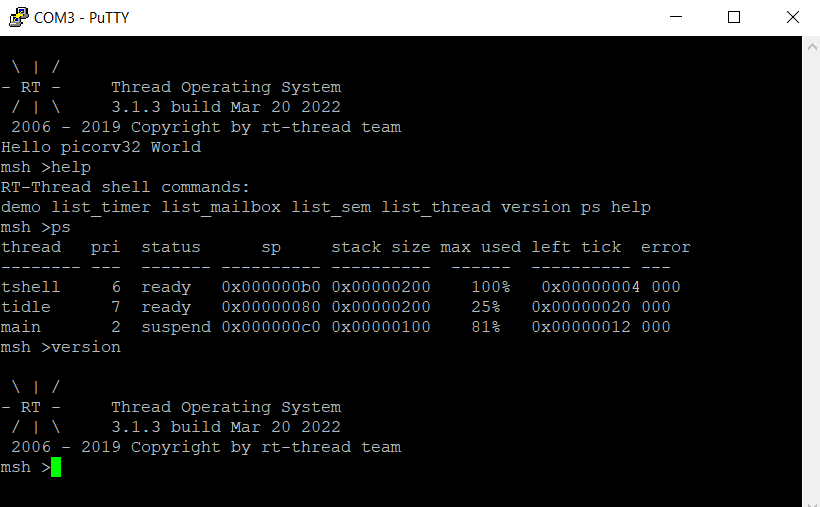 COM3 - PuTTY
 \ | /
- RT -     Thread Operating System
 / | \     3.1.3 build Mar 20 2022
 2006 - 2019 Copyright by rt-thread team
Hello picorv32 World
msh >help
RT-Thread shell commands:
demo list_timer list_mailbox list_sem list_thread version ps help
msh >ps
thread   pri  status      sp     stack size max used left tick  error
-------- ---  ------- ---------- ----------  ------  ---------- ---
tshell     6  ready   0x000000b0 0x00000200    100%   0x00000004 000
tidle      7  ready   0x00000080 0x00000200    25%   0x00000020 000
main       2  suspend 0x000000c0 0x00000100    81%   0x00000012 000
msh >version
 \ | /
- RT -     Thread Operating System
 / | \     3.1.3 build Mar 20 2022
 2006 - 2019 Copyright by rt-thread team
msh >